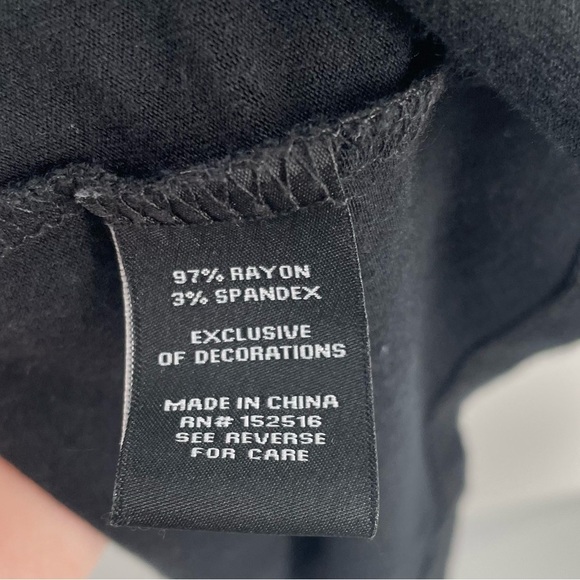 97% RAYON
3% SPANDEX
EXCLUSIVE
OF DECORATIONS
MADE IN CHINA
RN# 152516
SEE REVERSE
FOR CARE